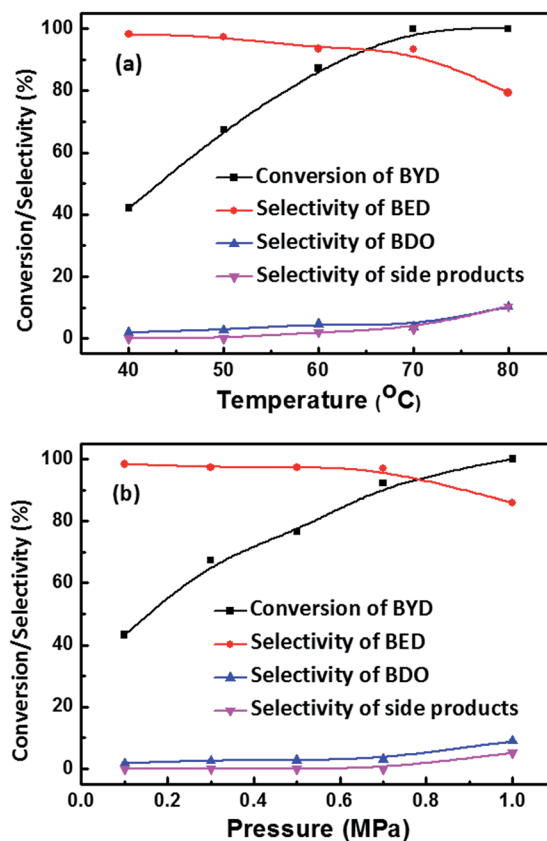 (a)
Conversion/Selectivity (%)
100
80
60
40
20
0
Conversion of BYD
Selectivity of BED
Selectivity of BDO
Selectivity of side products
40 50 60 70 80
Temperature (°C)
(b)
Conversion/Selectivity (%)
100
80
60
40
20
0
Conversion of BYD
Selectivity of BED
Selectivity of BDO
Selectivity of side products
0.0 0.2 0.4 0.6 0.8 1.0
Pressure (MPa)